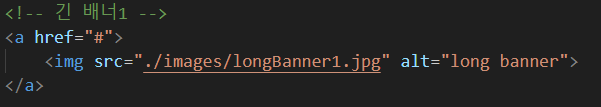 <!-- 긴 배너1 -->
<a href="#">
<img src="./images/longBanner1.jpg" alt="long banner">
</a>